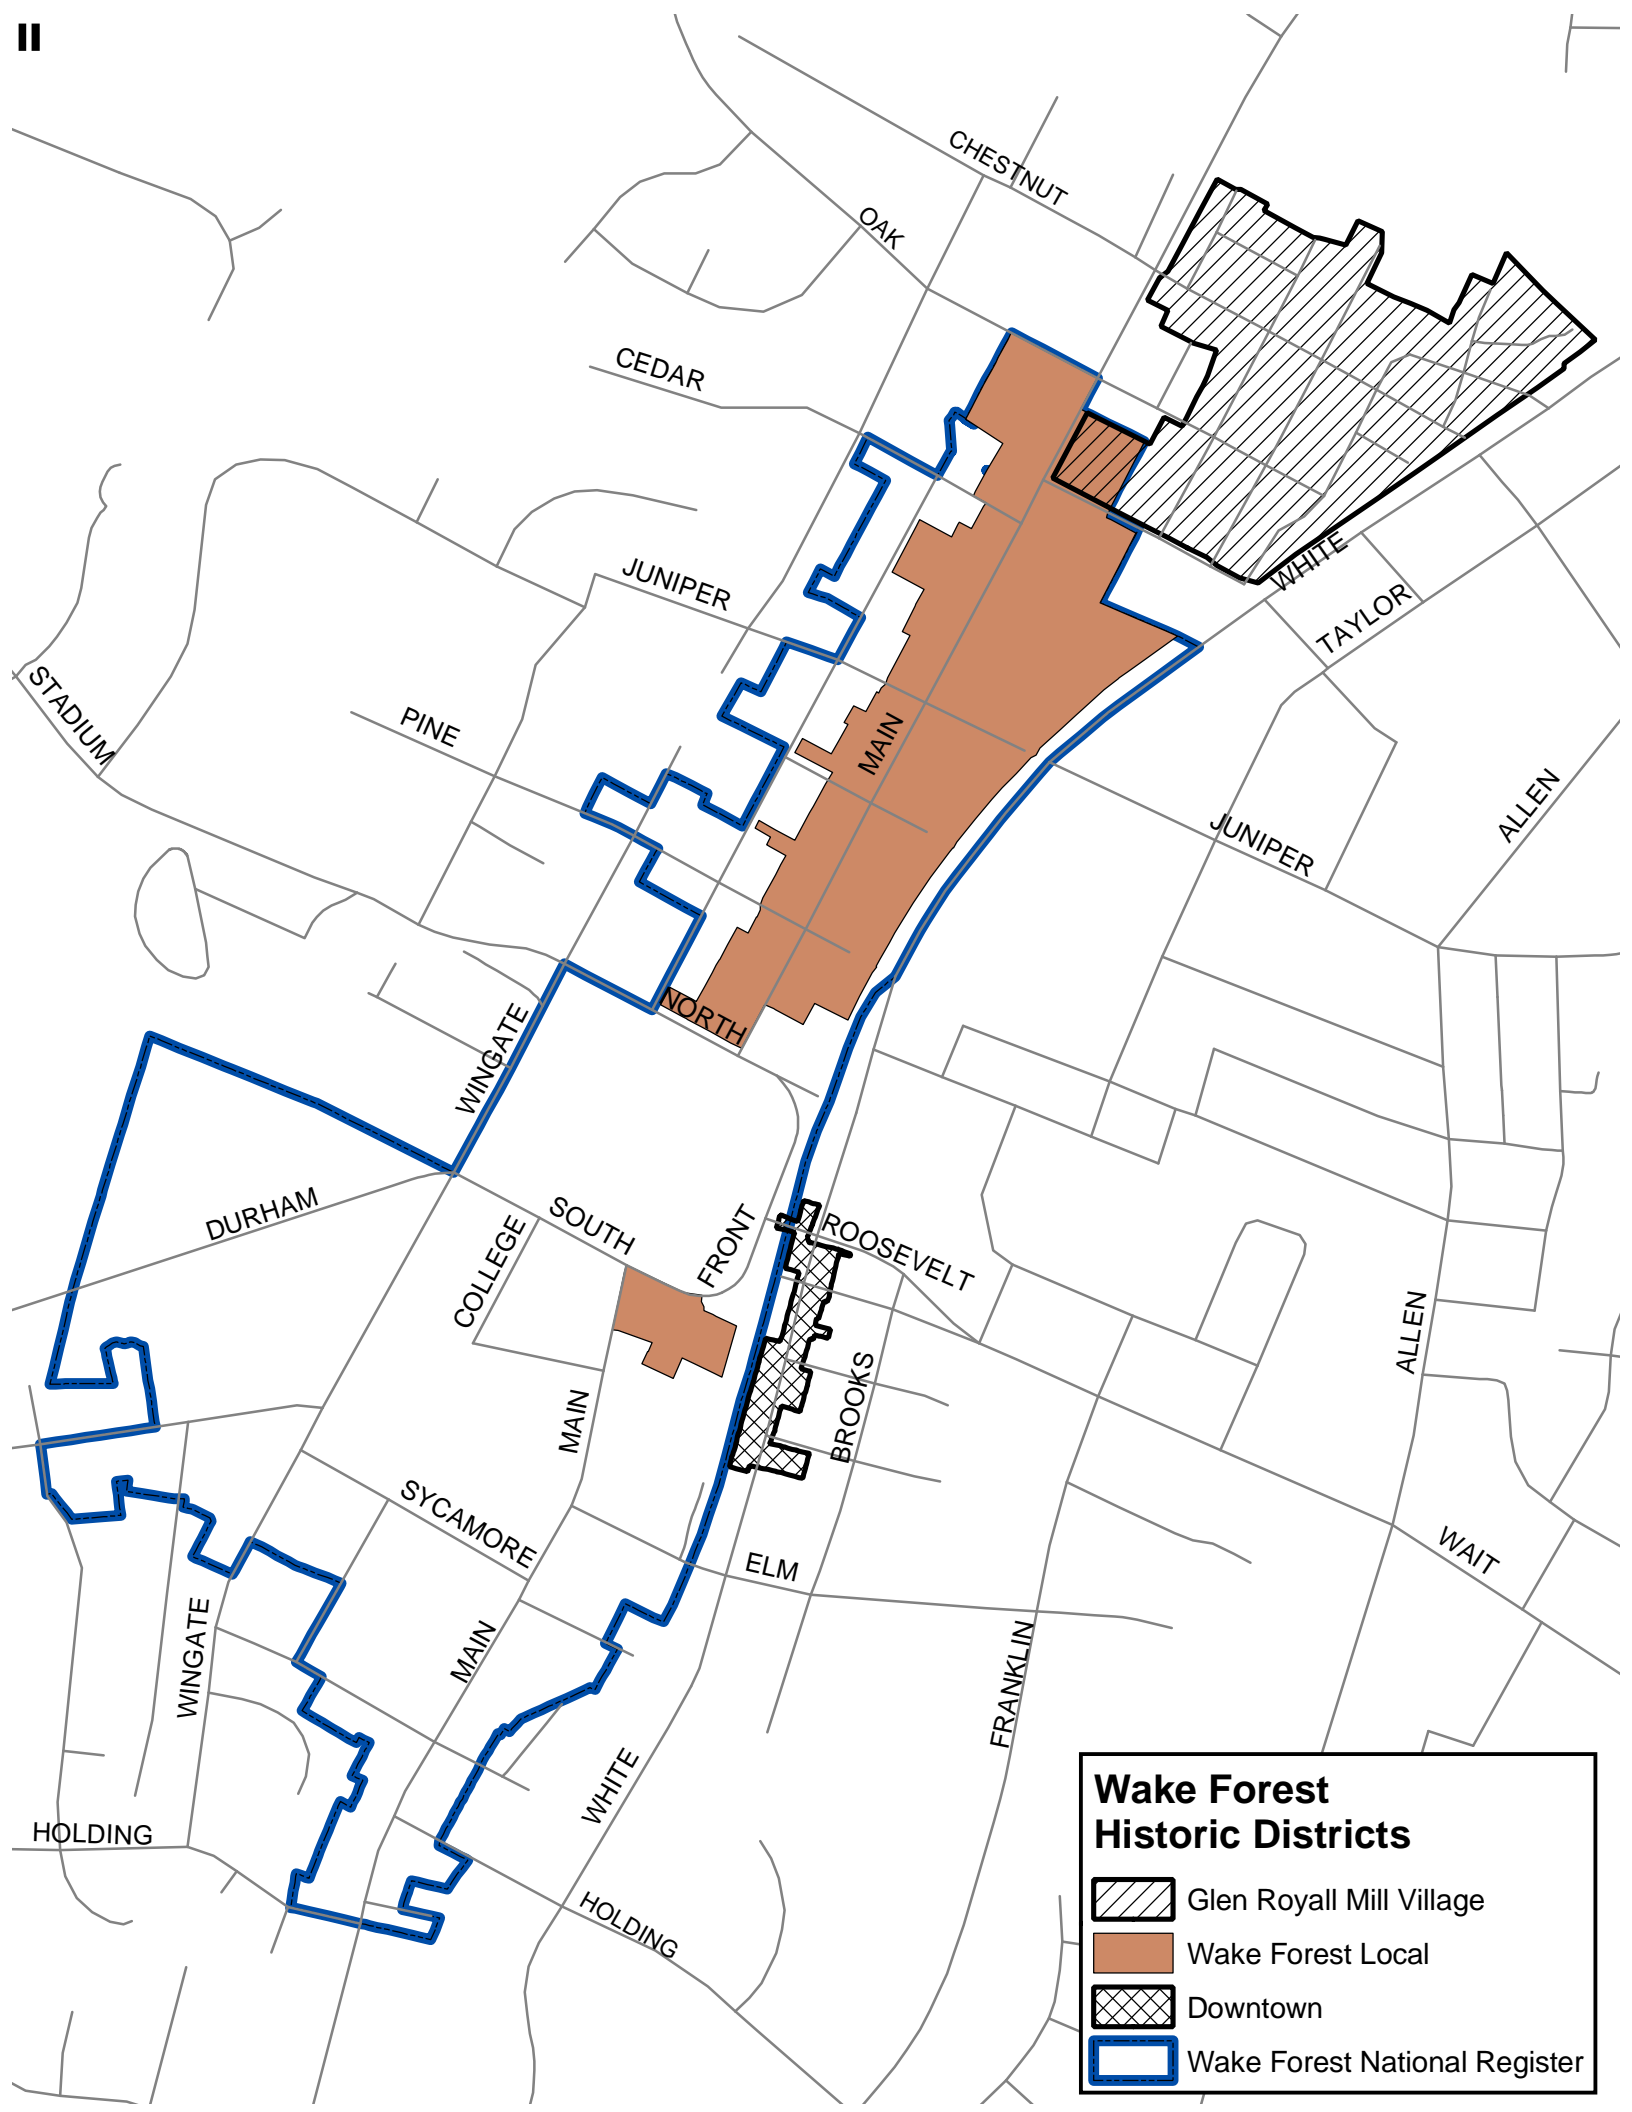 II
CHESTNUT
OAK
CEDAR
JUNIPER
WHITE
TAYLOR
STADIUM
PINE
MAIN
ALLEN
JUNIPER
NORTH
WINGATE
DURHAM
SOUTH
COLLEGE
FRONT
ROOSEVELT
ALLEN
MAIN
BROOKS
SYCAMORE
ELM
WAIT
WINGATE
MAIN
FRANKLIN
WHITE
HOLDING
HOLDING
Wake Forest
Historic Districts
Glen Royall Mill Village
Wake Forest Local
Downtown
Wake Forest National Register